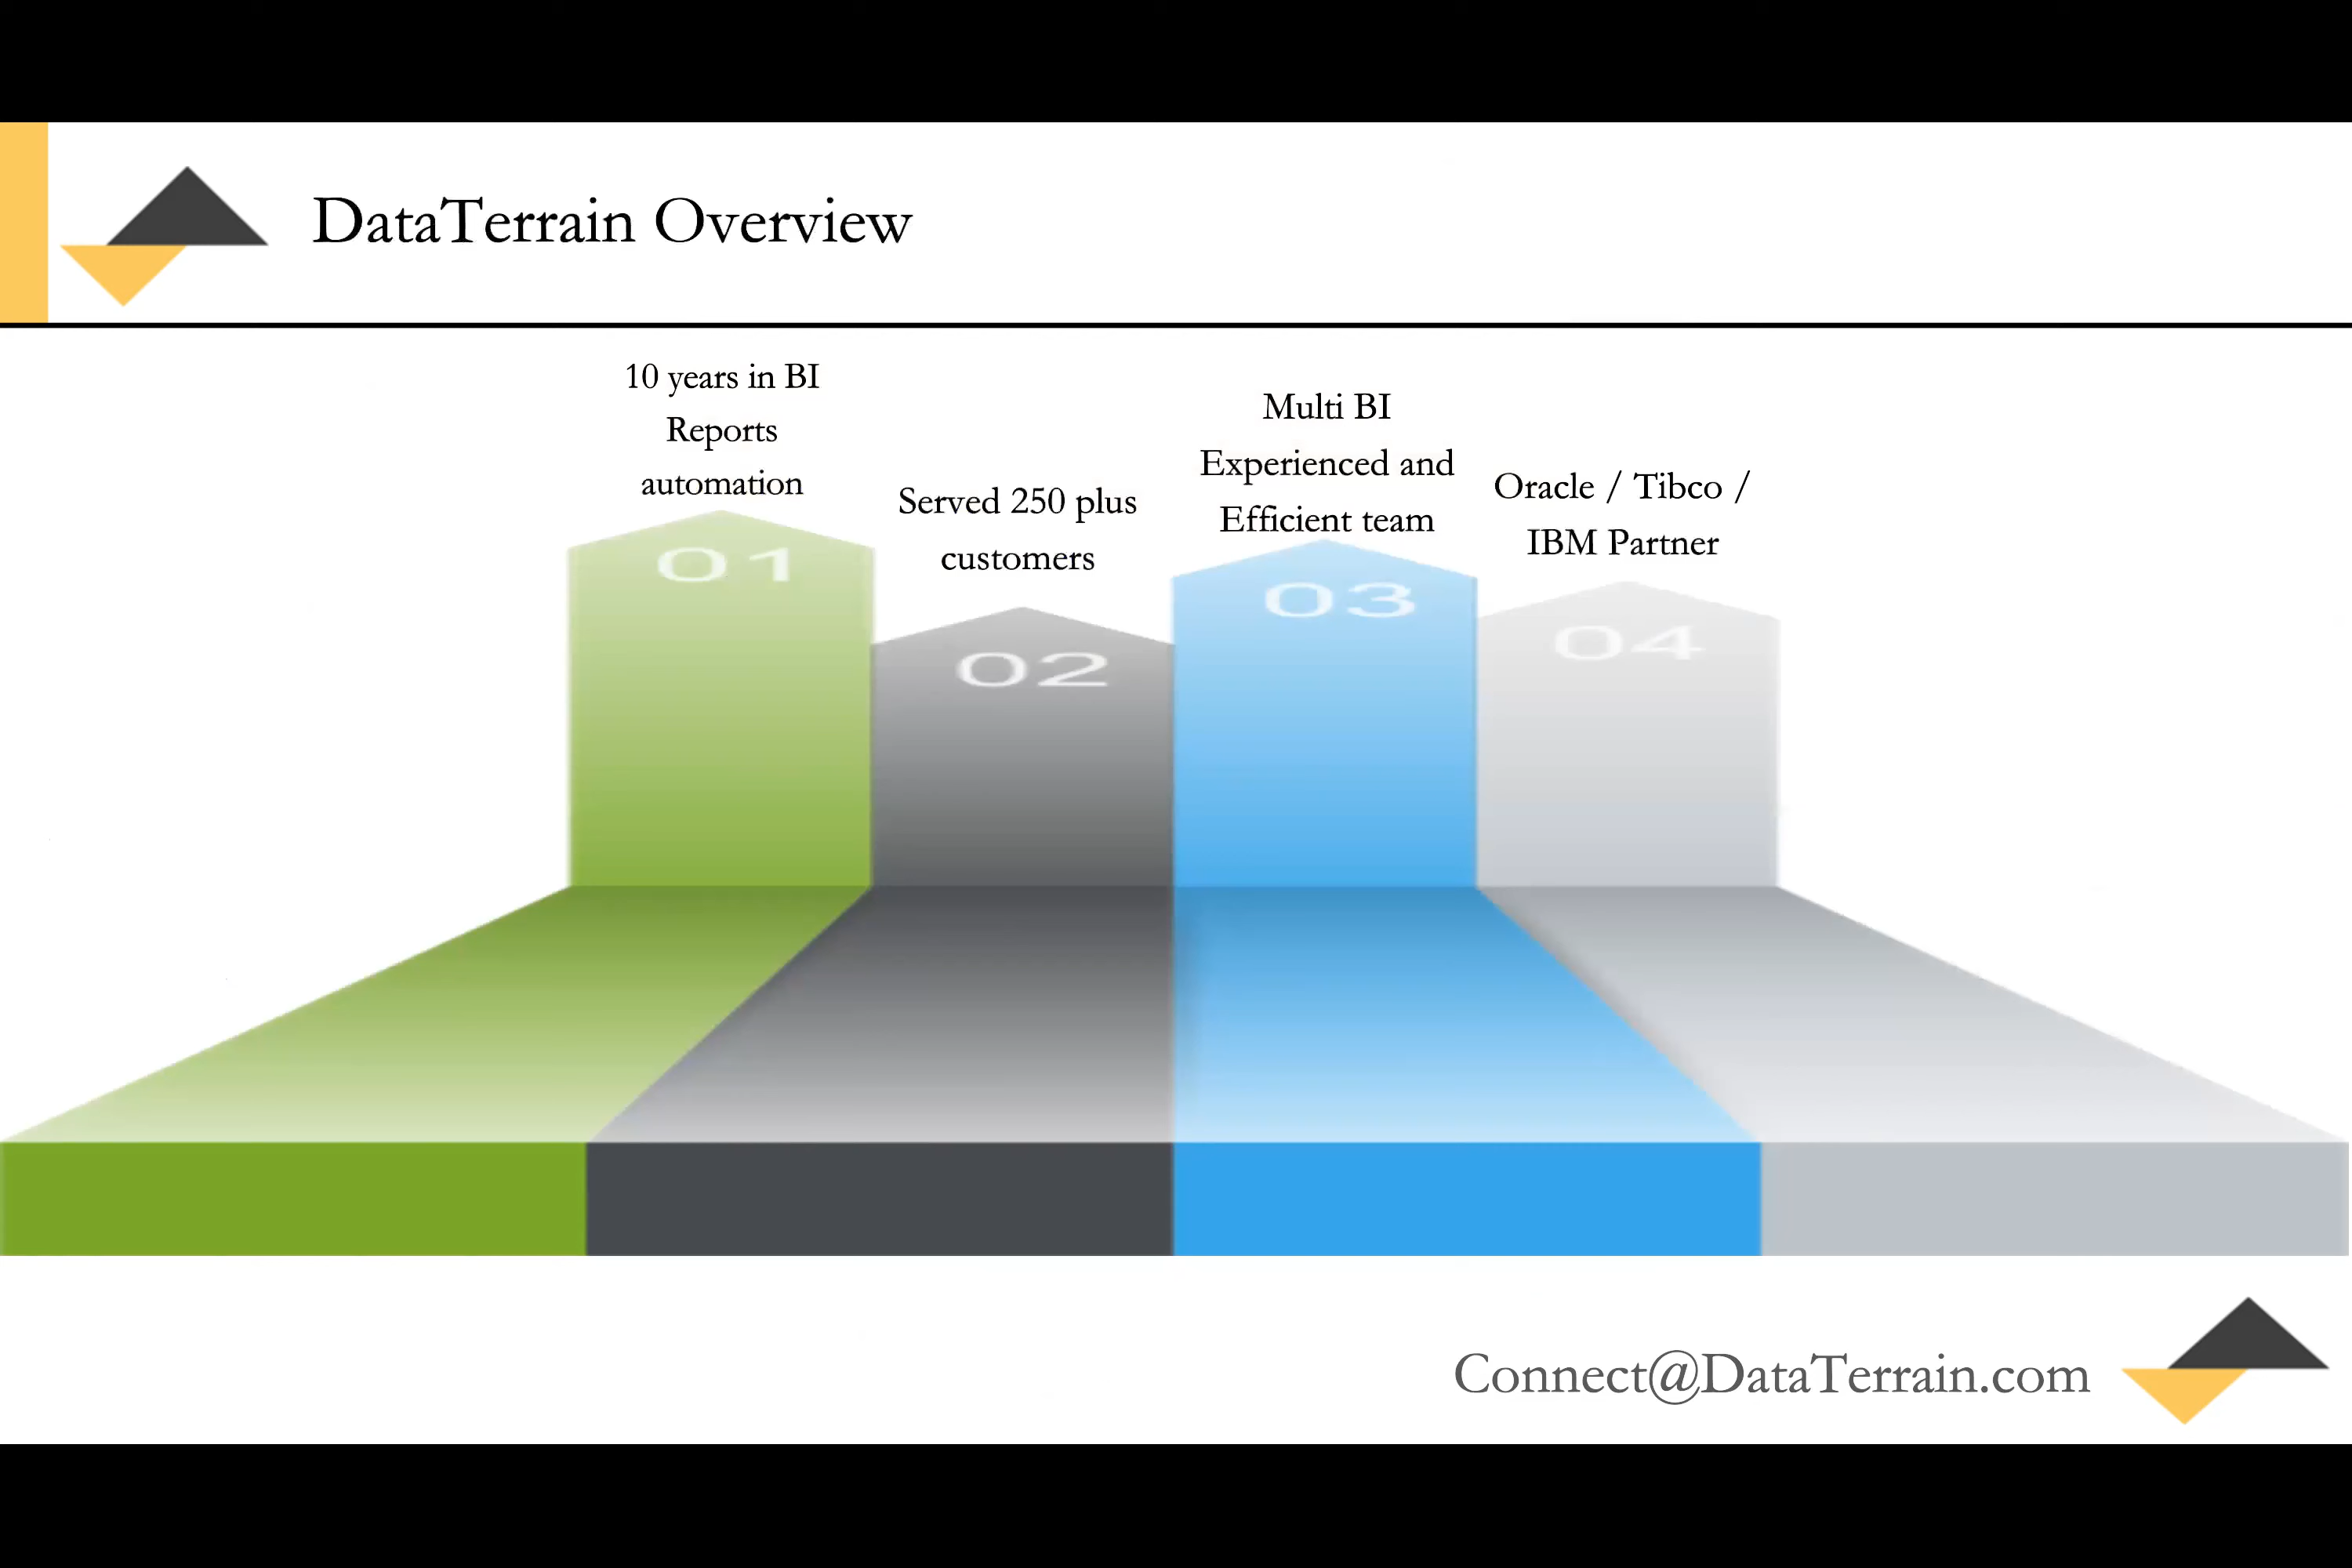 DataTerrain Overview
10 years in BI
Reports
automation
Served 250 plus
customers
Multi BI
Experienced and
Efficient team
Oracle / Tibco /
IBM Partner
01
02
03
04
Connect@DataTerrain.com